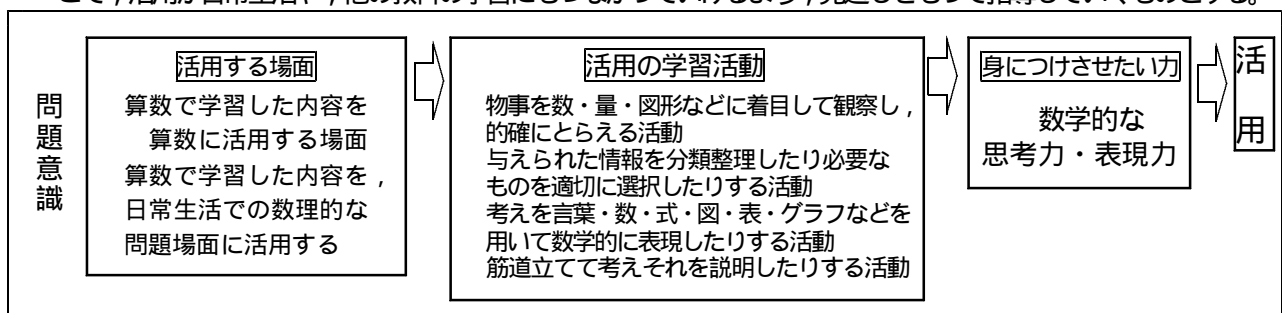 問題意識
活用する場面
算数で学習した内容を
算数に活用する場面
算数で学習した内容を，
日常生活での数理的な
問題場面に活用する
活用の学習活動
物事を数・量・図形などに着目して観察し，
的確にとらえる活動
与えられた情報を分類整理したり必要な
ものを適切に選択したりする活動
考えを言葉・数・式・図・表・グラフなどを
用いて数学的に表現したりする活動
筋道立てて考えそれを説明したりする活動
身につけさせたい力
数学的な
思考力・表現力
活用